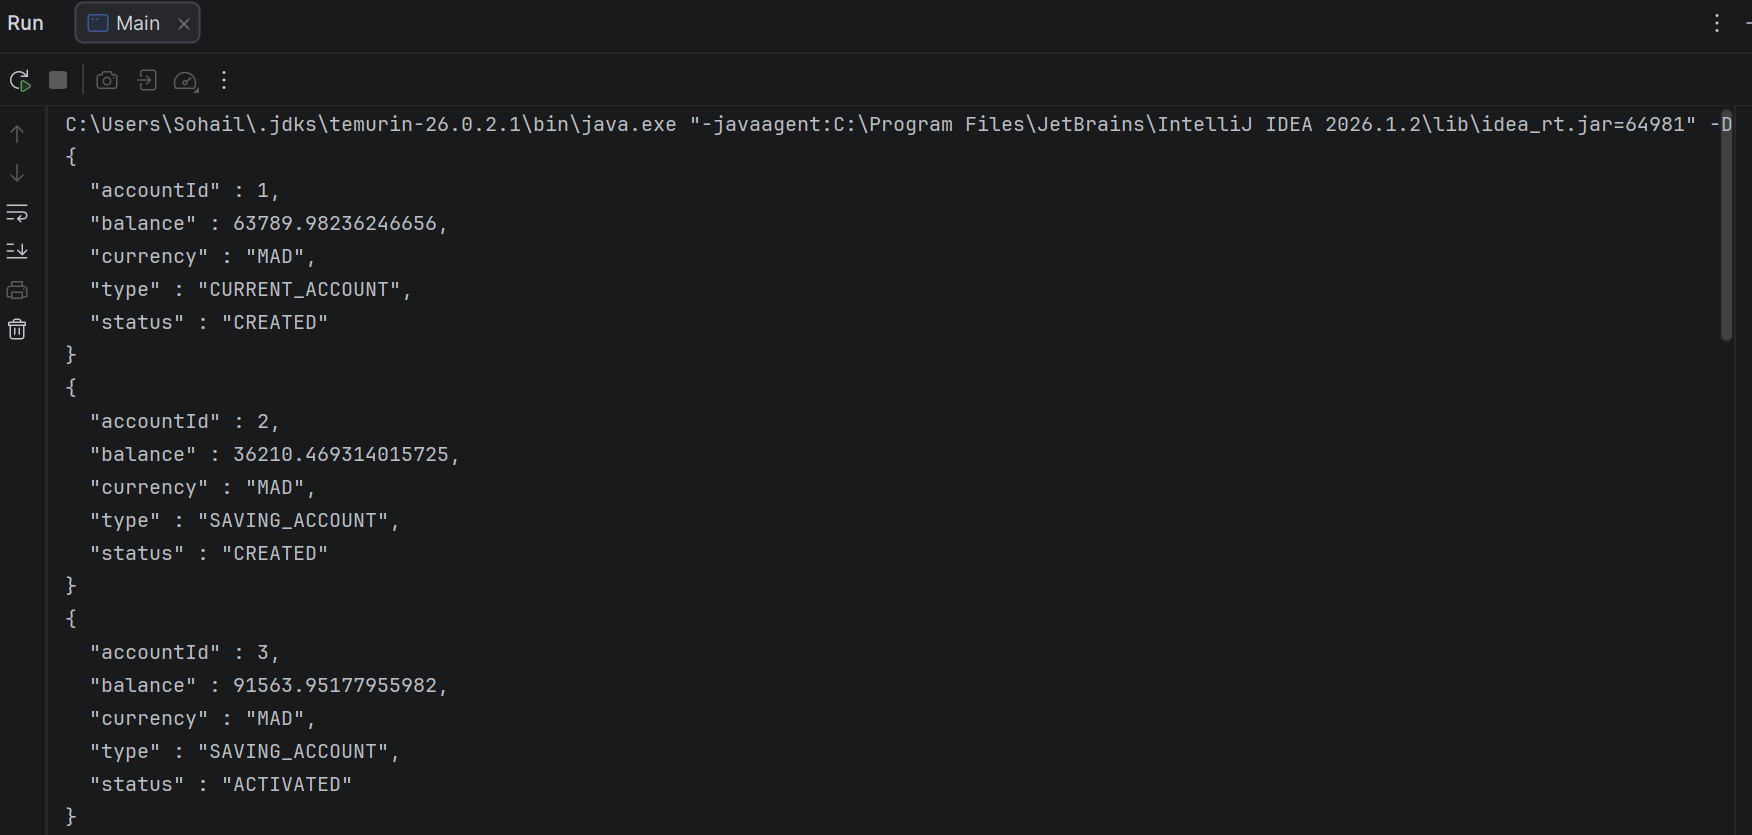 Run Main
C:\Users\Sohail\.jdks\temurin-26.0.2.1\bin\java.exe "-javaagent:C:\Program Files\JetBrains\IntelliJ IDEA 2026.1.2\lib\idea_rt.jar=64981" -D
{
  "accountId" : 1,
  "balance" : 63789.98236246656,
  "currency" : "MAD",
  "type" : "CURRENT_ACCOUNT",
  "status" : "CREATED"
}
{
  "accountId" : 2,
  "balance" : 36210.469314015725,
  "currency" : "MAD",
  "type" : "SAVING_ACCOUNT",
  "status" : "CREATED"
}
{
  "accountId" : 3,
  "balance" : 91563.95177955982,
  "currency" : "MAD",
  "type" : "SAVING_ACCOUNT",
  "status" : "ACTIVATED"
}